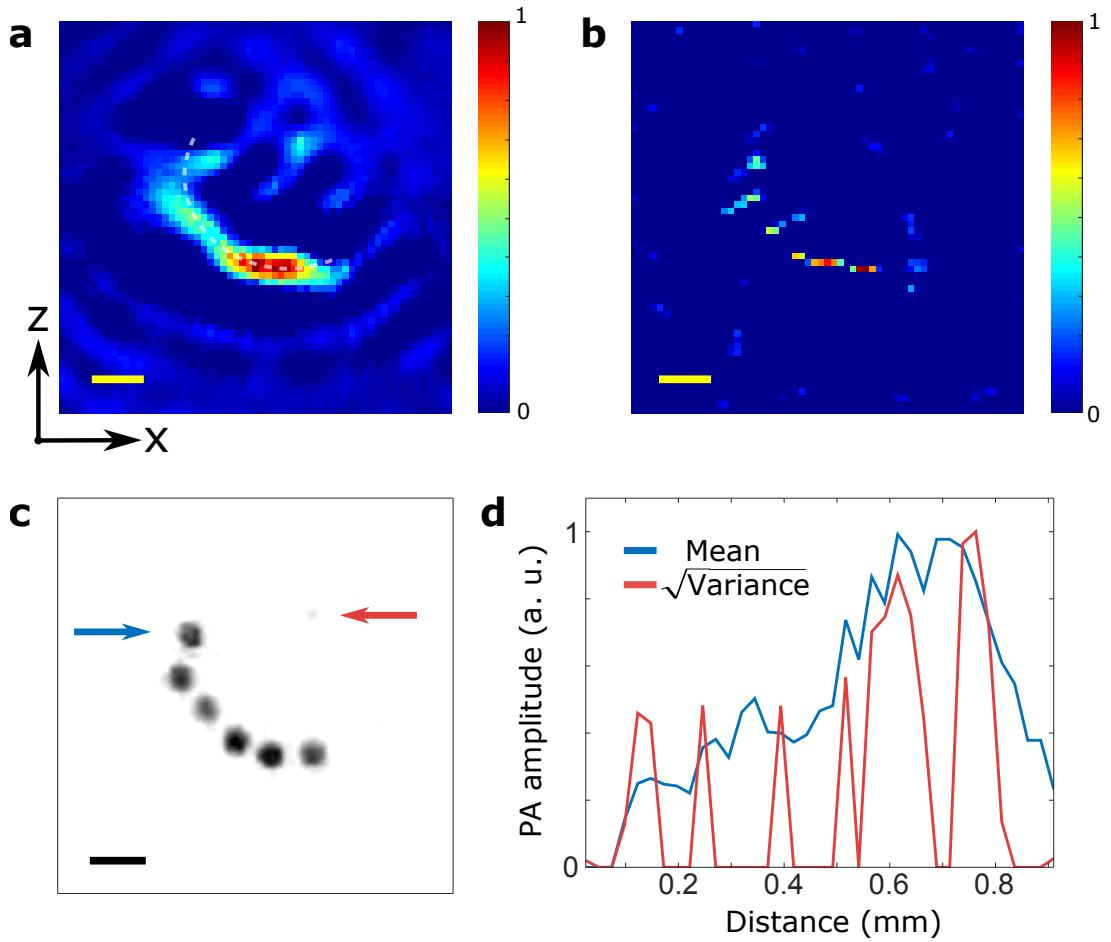 a
1
0
Z
X
b
1
0
c
d
PA amplitude (a. u.)
1
0
Mean
√Variance
0.2
0.4
0.6
0.8
Distance (mm)